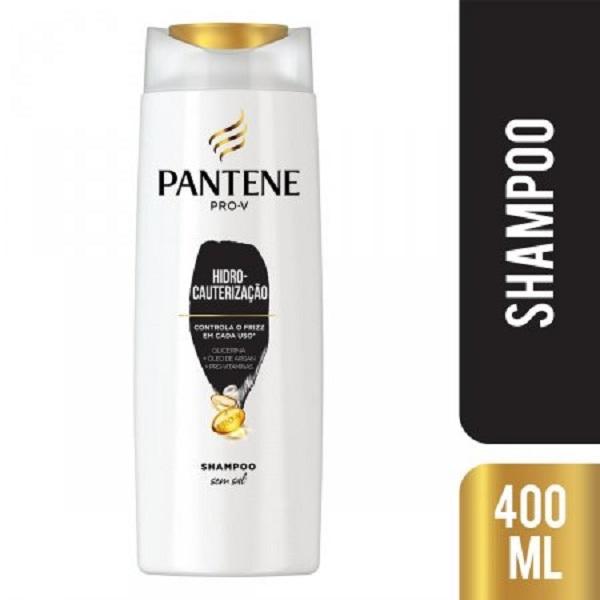 PANTENE
PRO-V
HIDRO-
CAUTERIZAÇÃO
CONTROLA O FRIZZ
EM CADA USO*
GLICERINA
+ ÓLEO DE ARGAN
+ PRÓ-VITAMINAS
SHAMPOO
sem sal
SHAMPOO
400
ML